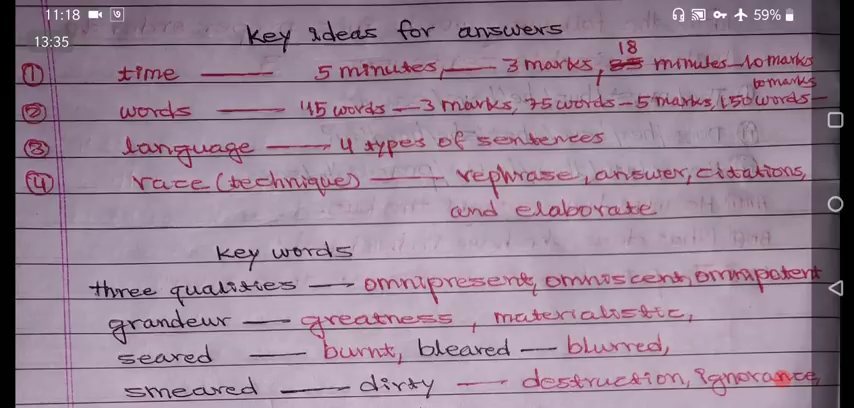 11:18 59%
13:35
Key ideas for answers
① time — 5 minutes, — 3 marks, 18 minutes - 10 marks
② words — 45 words — 3 marks, 75 words - 5 marks, 150 words - 10 marks
③ language — 4 types of sentences
④ race (technique) — rephrase, answer, citations,
and elaborate
Key words
three qualities — omnipresent, omniscent, omnipotent
grandeur — greatness, materialistic,
seared — burnt, bleared — blurred,
smeared — dirty — destruction, ignorance,